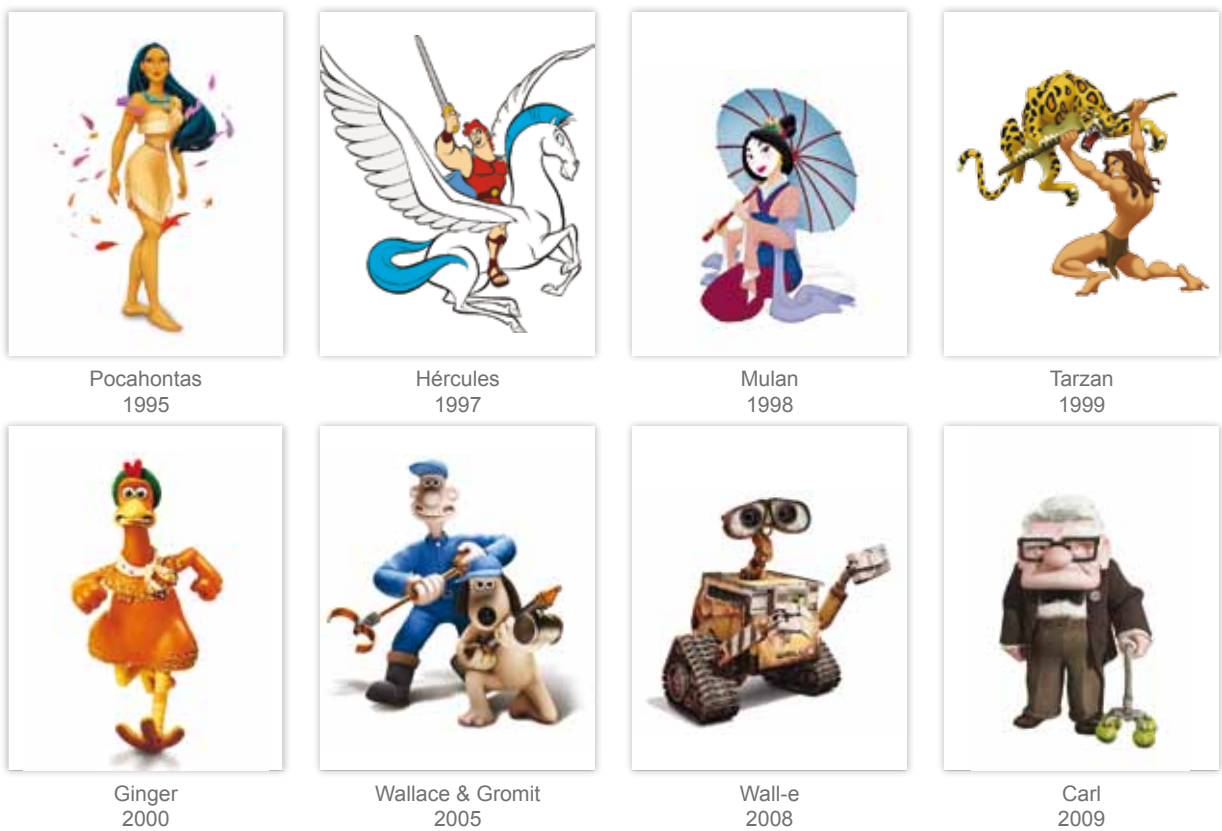 Pocahontas
1995
Hércules
1997
Mulan
1998
Tarzan
1999
Ginger
2000
Wallace & Gromit
2005
Wall-e
2008
Carl
2009